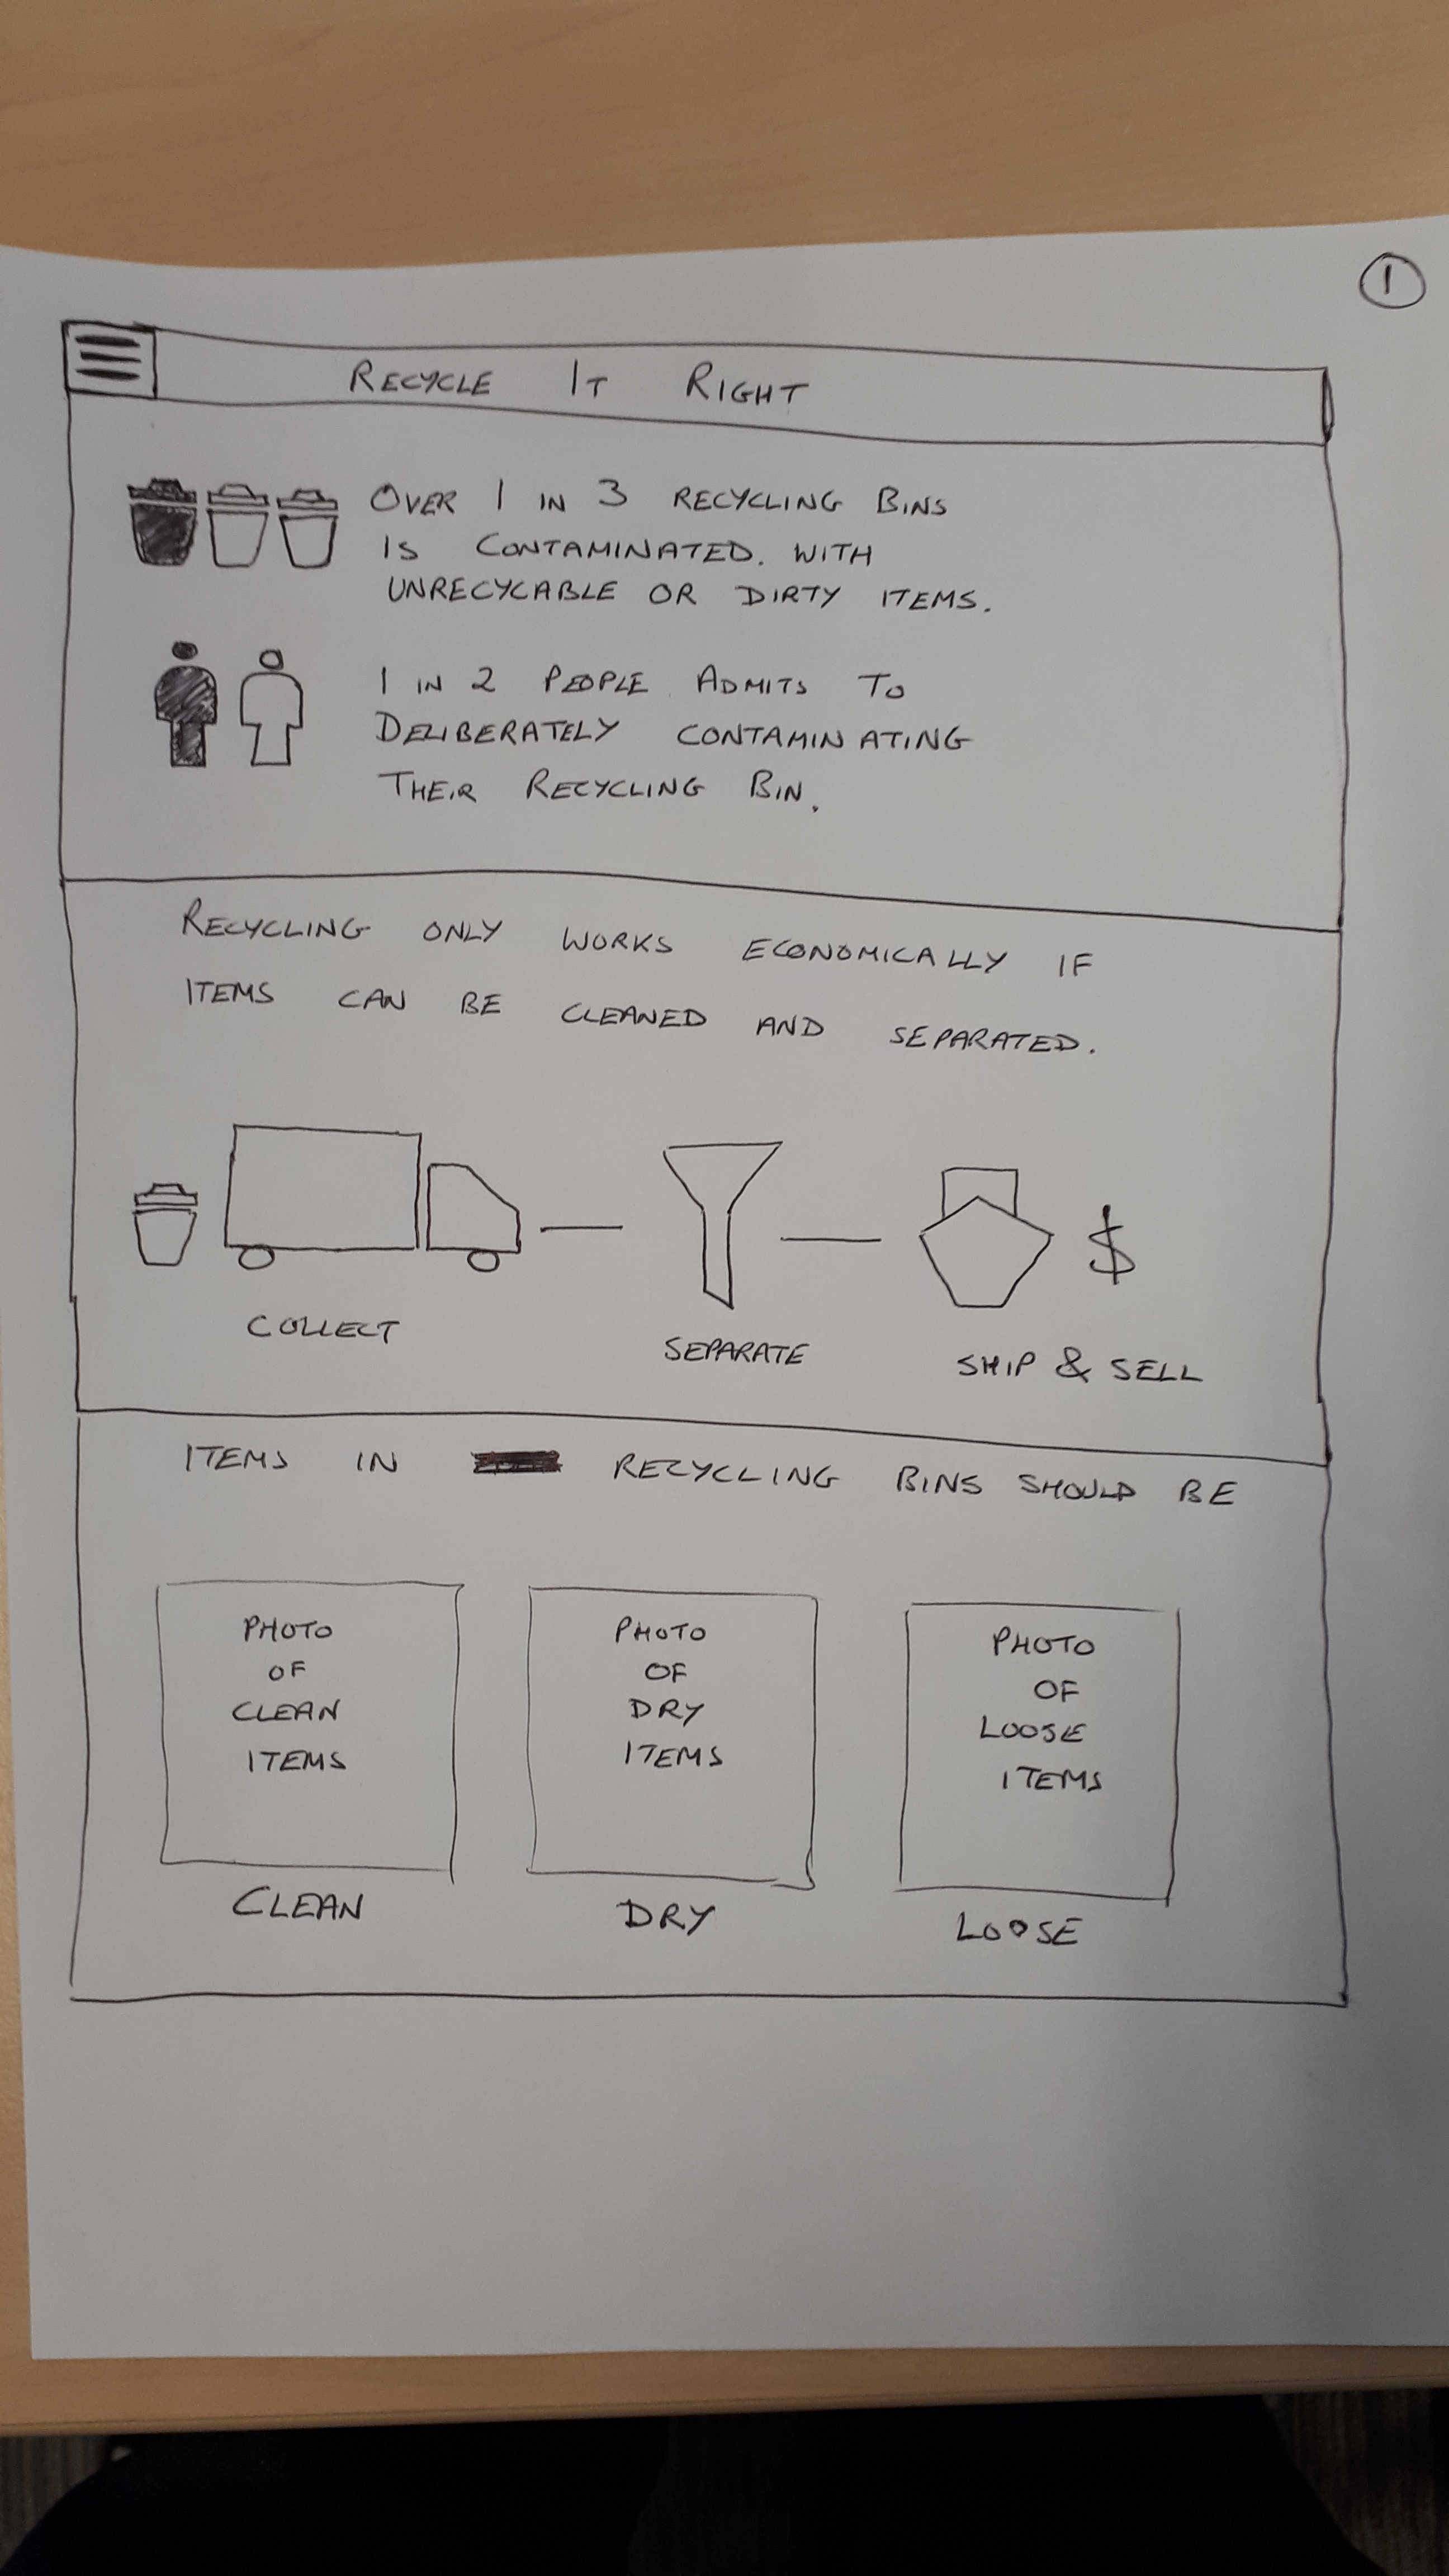 1
RECYCLE IT RIGHT
OVER 1 IN 3 RECYCLING BINS
IS CONTAMINATED. WITH
UNRECYCABLE OR DIRTY ITEMS.
1 IN 2 PEOPLE ADMITS TO
DELIBERATELY CONTAMINATING
THEIR RECYCLING BIN.
RECYCLING ONLY WORKS ECONOMICALLY IF
ITEMS CAN BE CLEANED AND SEPARATED.
$
COLLECT
SEPARATE
SHIP & SELL
ITEMS IN RECYCLING BINS SHOULD BE
PHOTO
OF
CLEAN
ITEMS
PHOTO
OF
DRY
ITEMS
PHOTO
OF
LOOSE
ITEMS
CLEAN
DRY
LOOSE